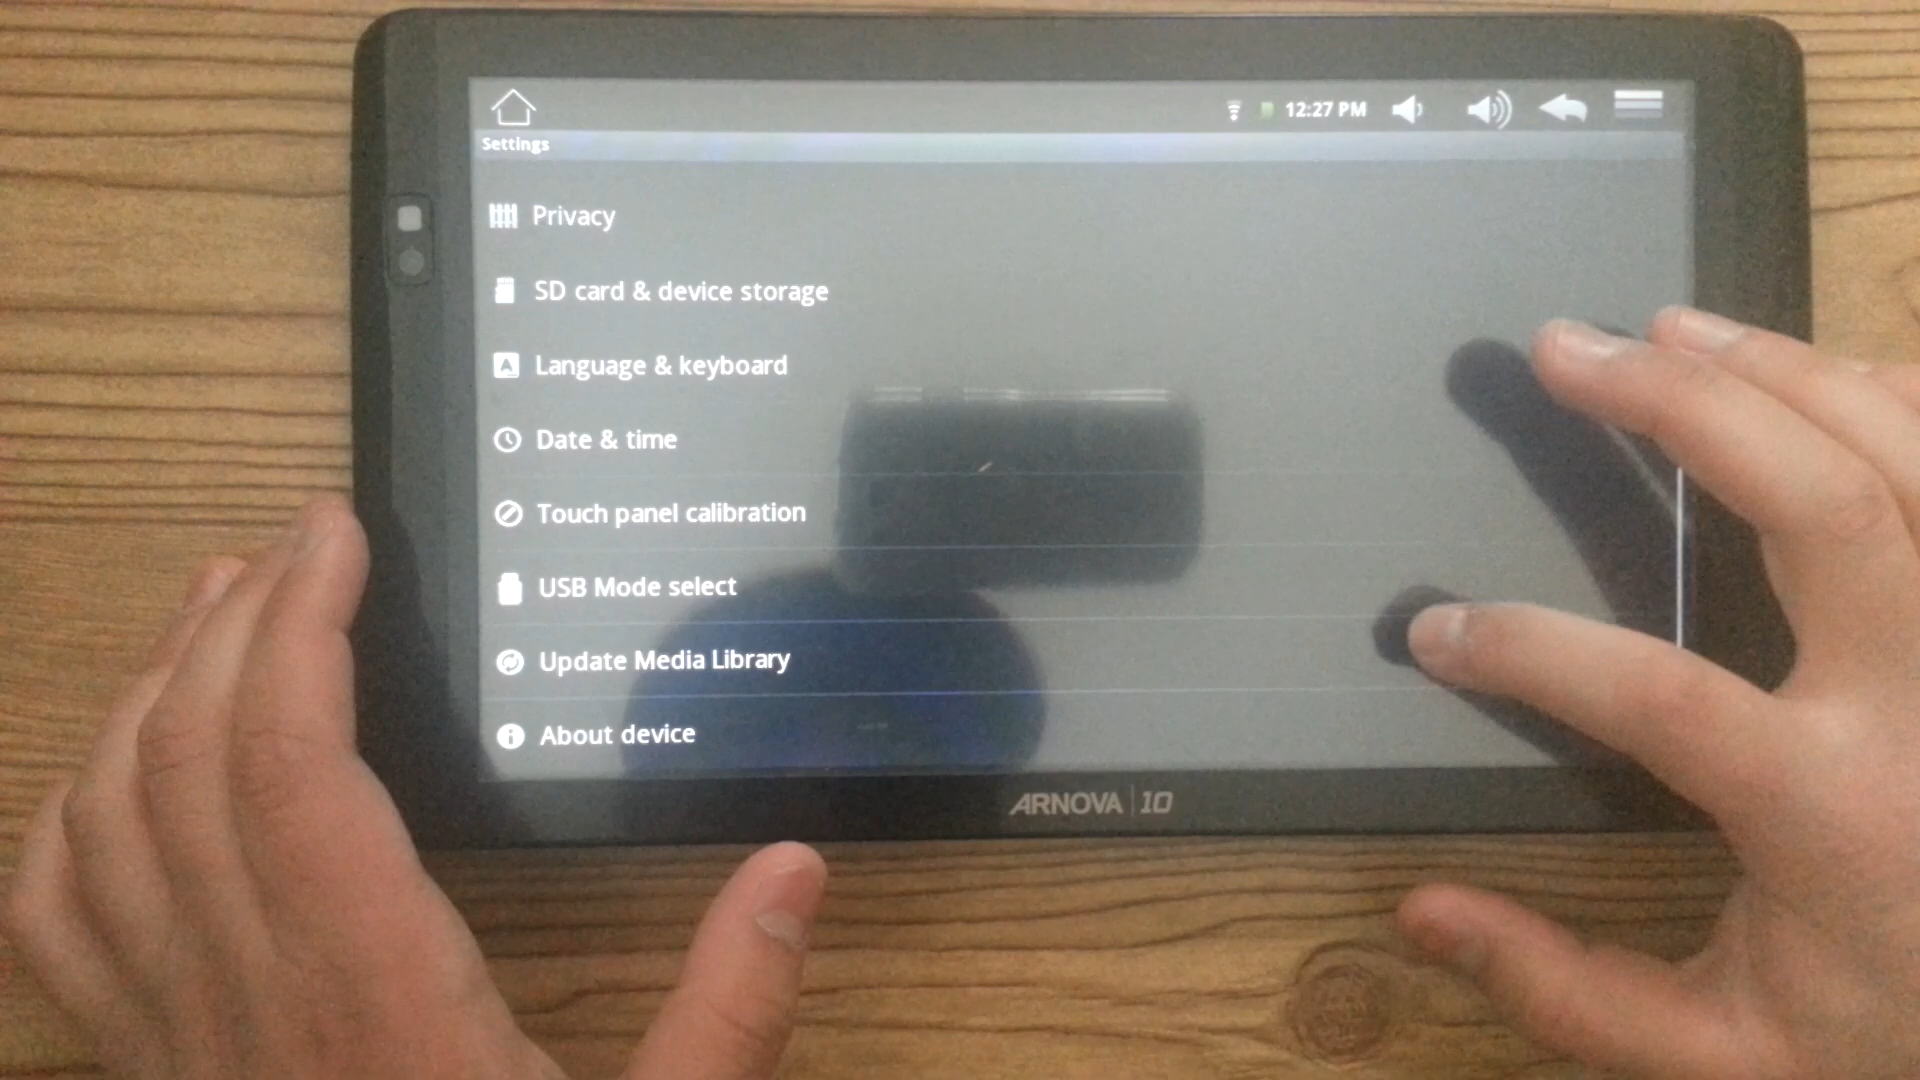 12:27 PM
Settings
Privacy
SD card & device storage
Language & keyboard
Date & time
Touch panel calibration
USB Mode select
Update Media Library
About device
ARNOVA 10